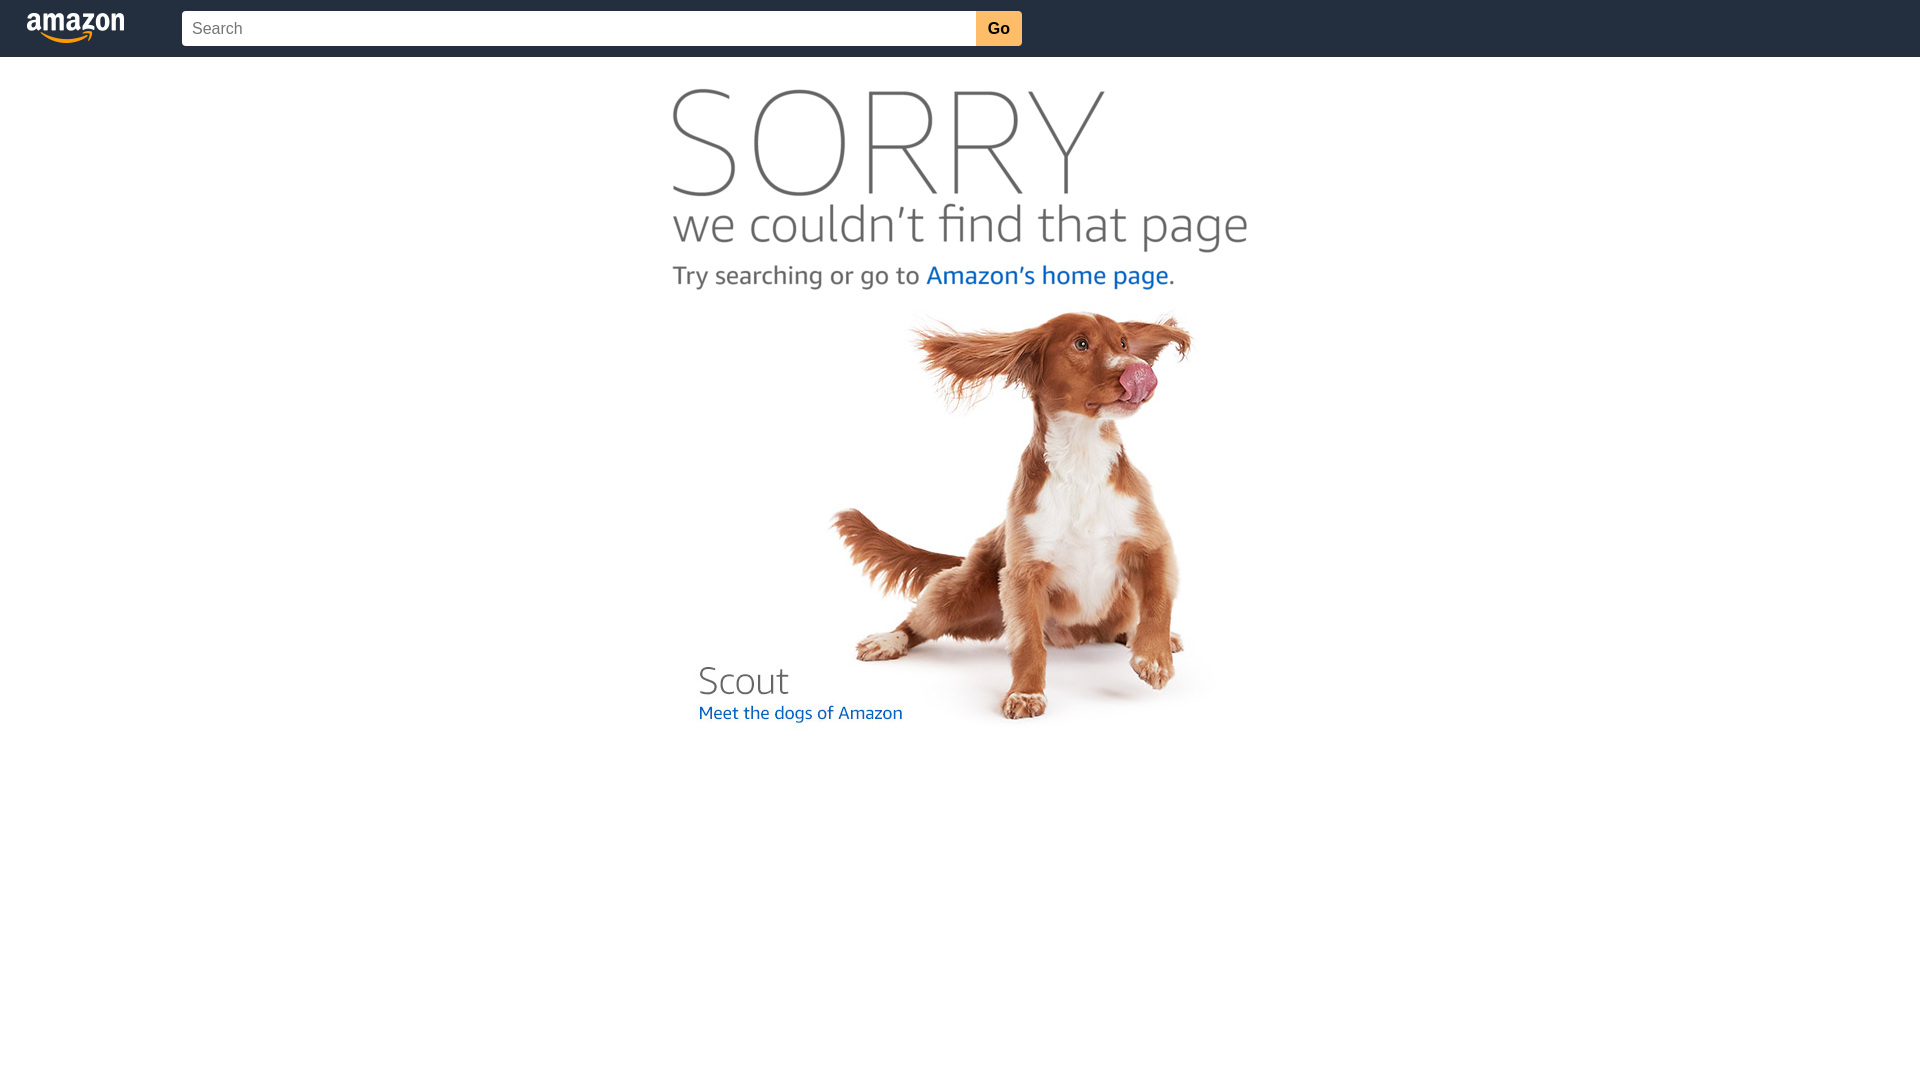 amazon
Search
Go
SORRY
we couldn't find that page
Try searching or go to Amazon's home page.
Scout
Meet the dogs of Amazon